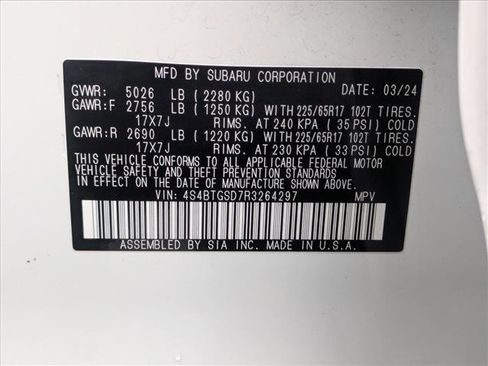 MFD BY SUBARU CORPORATION DATE: 03/24
GVWR: 5026 LB ( 2280 KG)
GAWR:F 2756 LB ( 1250 KG) WITH 225/65R17 102T TIRES.
17X7J RIMS. AT 240 KPA ( 35 PSI) COLD
GAWR:R 2690 LB ( 1220 KG) WITH 225/65R17 102T TIRES.
17X7J RIMS. AT 230 KPA ( 33 PSI) COLD
THIS VEHICLE CONFORMS TO ALL APPLICABLE FEDERAL MOTOR
VEHICLE SAFETY AND THEFT PREVENTION STANDARDS
IN EFFECT ON THE DATE OF MANUFACTURE SHOWN ABOVE.
VIN: 4S4BTGSD7R3264297 MPV
ASSEMBLED BY SIA INC. MADE IN U.S.A.